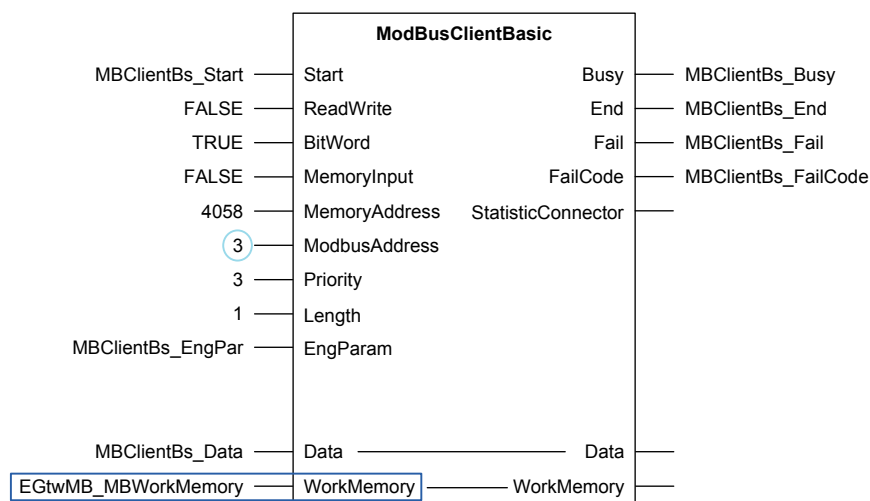 ModBusClientBasic
MBClientBs_Start Start Busy MBClientBs_Busy
FALSE ReadWrite End MBClientBs_End
TRUE BitWord Fail MBClientBs_Fail
FALSE MemoryInput FailCode MBClientBs_FailCode
4058 MemoryAddress StatisticConnector
3 ModbusAddress
3 Priority
1 Length
MBClientBs_EngPar EngParam
MBClientBs_Data Data Data
EGtwMB_MBWorkMemory WorkMemory WorkMemory